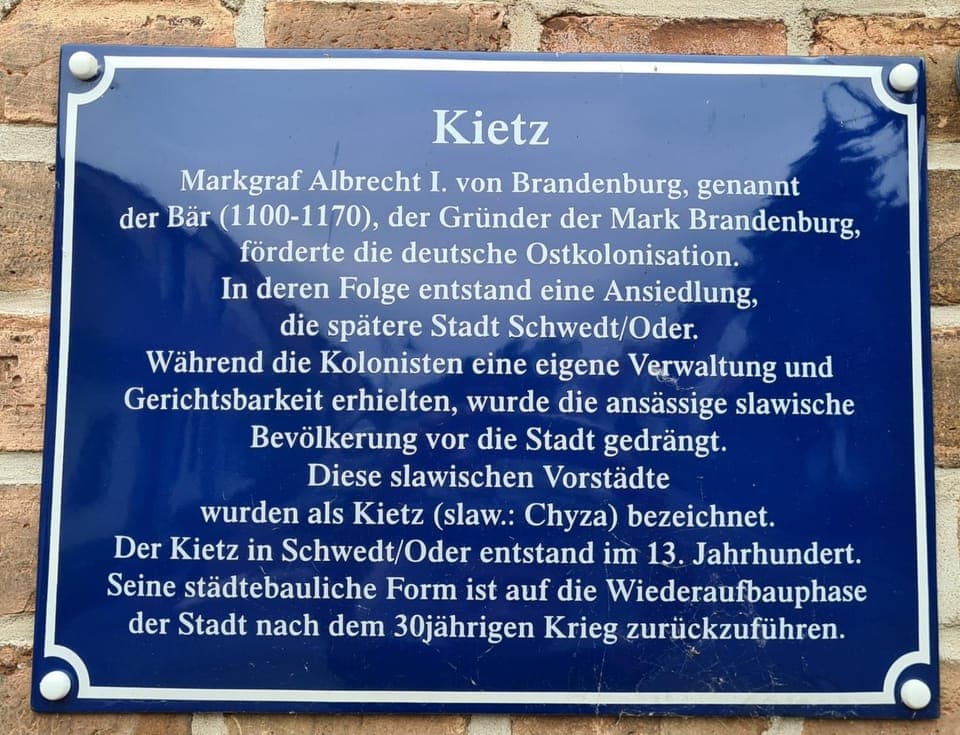 Kietz
Markgraf Albrecht I. von Brandenburg, genannt
der Bär (1100-1170), der Gründer der Mark Brandenburg,
förderte die deutsche Ostkolonisation.
In deren Folge entstand eine Ansiedlung,
die spätere Stadt Schwedt/Oder.
Während die Kolonisten eine eigene Verwaltung und
Gerichtsbarkeit erhielten, wurde die ansässige slawische
Bevölkerung vor die Stadt gedrängt.
Diese slawischen Vorstädte
wurden als Kietz (slaw.: Chyza) bezeichnet.
Der Kietz in Schwedt/Oder entstand im 13. Jahrhundert.
Seine städtebauliche Form ist auf die Wiederaufbauphase
der Stadt nach dem 30jährigen Krieg zurückzuführen.